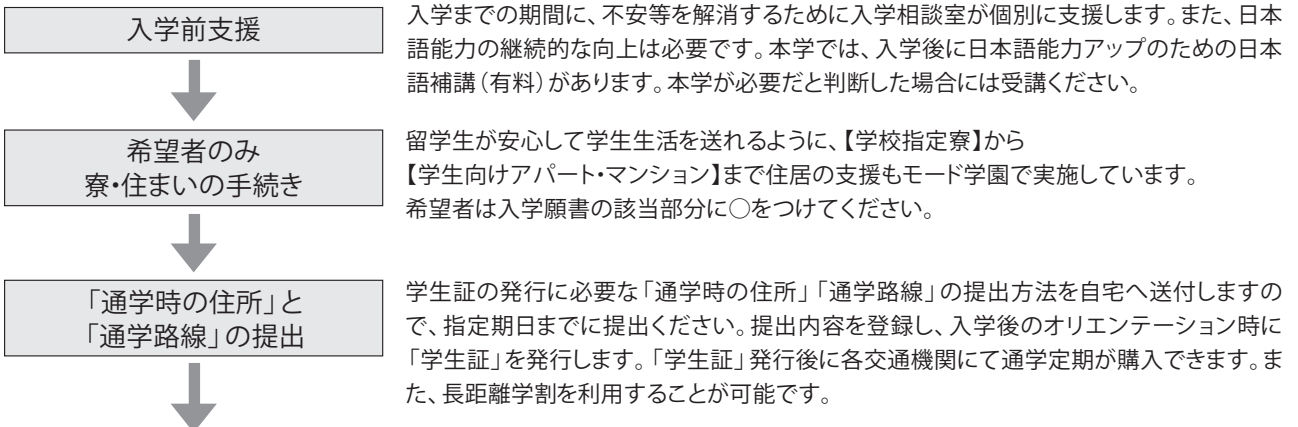 入学前支援
入学までの期間に、不安等を解消するために入学相談室が個別に支援します。また、日本
語能力の継続的な向上は必要です。本学では、入学後に日本語能力アップのための日本
語補講（有料）があります。本学が必要だと判断した場合には受講ください。
希望者のみ
寮・住まいの手続き
留学生が安心して学生生活を送れるように、【学校指定寮】から
【学生向けアパート・マンション】まで住居の支援もモード学園で実施しています。
希望者は入学願書の該当部分に○をつけてください。
「通学時の住所」と
「通学路線」の提出
学生証の発行に必要な「通学時の住所」「通学路線」の提出方法を自宅へ送付しますの
で、指定期日までに提出ください。提出内容を登録し、入学後のオリエンテーション時に
「学生証」を発行します。「学生証」発行後に各交通機関にて通学定期が購入できます。ま
た、長距離学割を利用することが可能です。